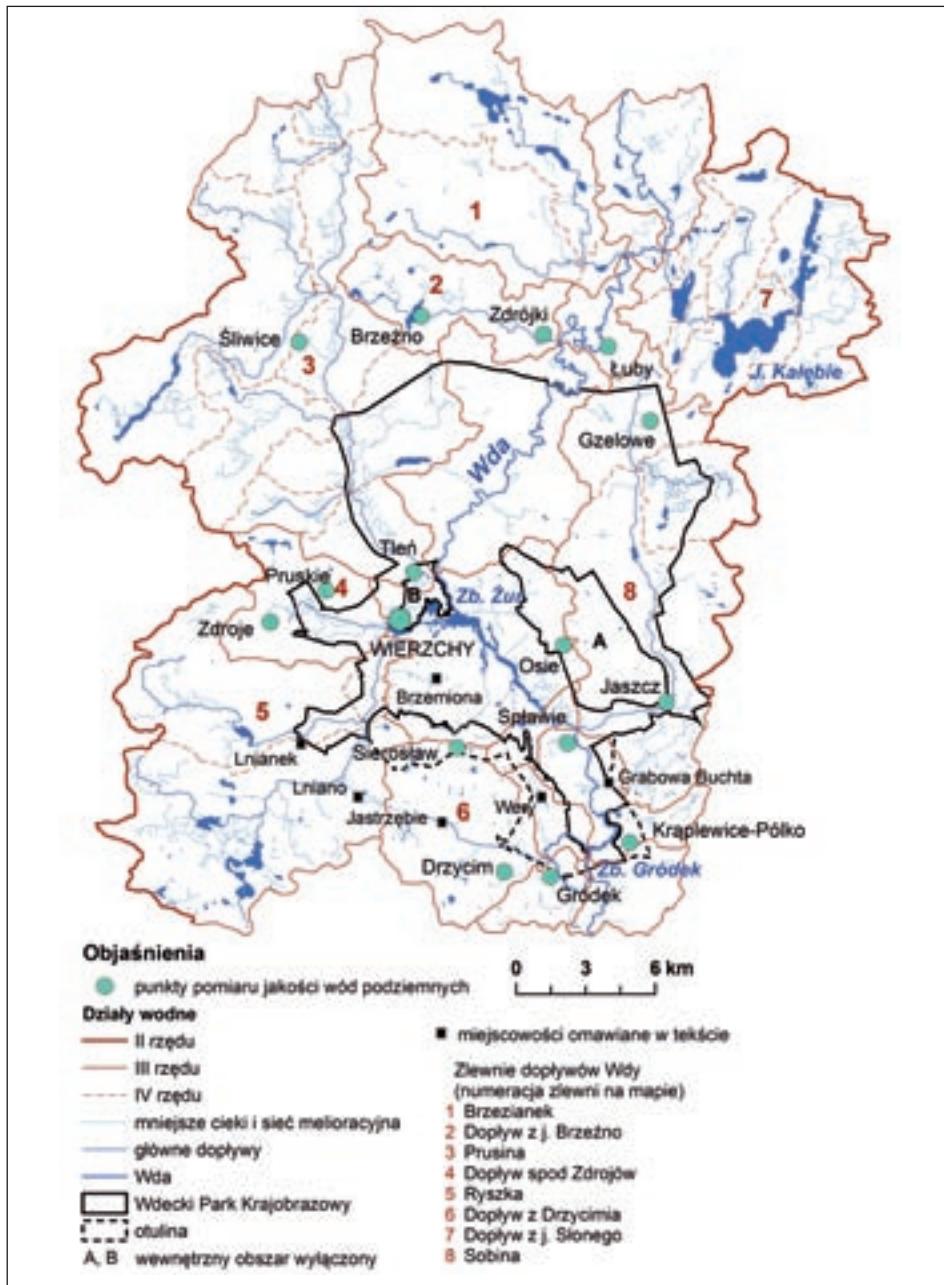 1
2
Zdrójki
Brzeźno
7
Śliwice
3
Łuby
J. Kałębie
Gzelowe
Wda
Tleń
Pruskie
4
B
Zb. Żur
8
Zdroje
A
WIERZCHY
Osie
Brzemiona
Jaszcz
5
Spławie
Lnianek
Sierosław
Grabowa Buchta
Lniano
Wery
Jastrzębie
6
Krąplewice-Pólko
Drzycim
Zb. Gródek
Gródek
Objaśnienia
0 3 6 km
punkty pomiaru jakości wód podziemnych
Działy wodne
II rzędu
III rzędu
IV rzędu
mniejsze cieki i sieć melioracyjna
główne dopływy
Wda
Wdecki Park Krajobrazowy
otulina
A, B wewnętrzny obszar wyłączony
miejscowości omawiane w tekście
Zlewnie dopływów Wdy
(numeracja zlewni na mapie)
1 Brzezianek
2 Dopływ z j. Brzeźno
3 Prusina
4 Dopływ spod Zdrojów
5 Ryszka
6 Dopływ z Drzycimia
7 Dopływ z j. Słonego
8 Sobina